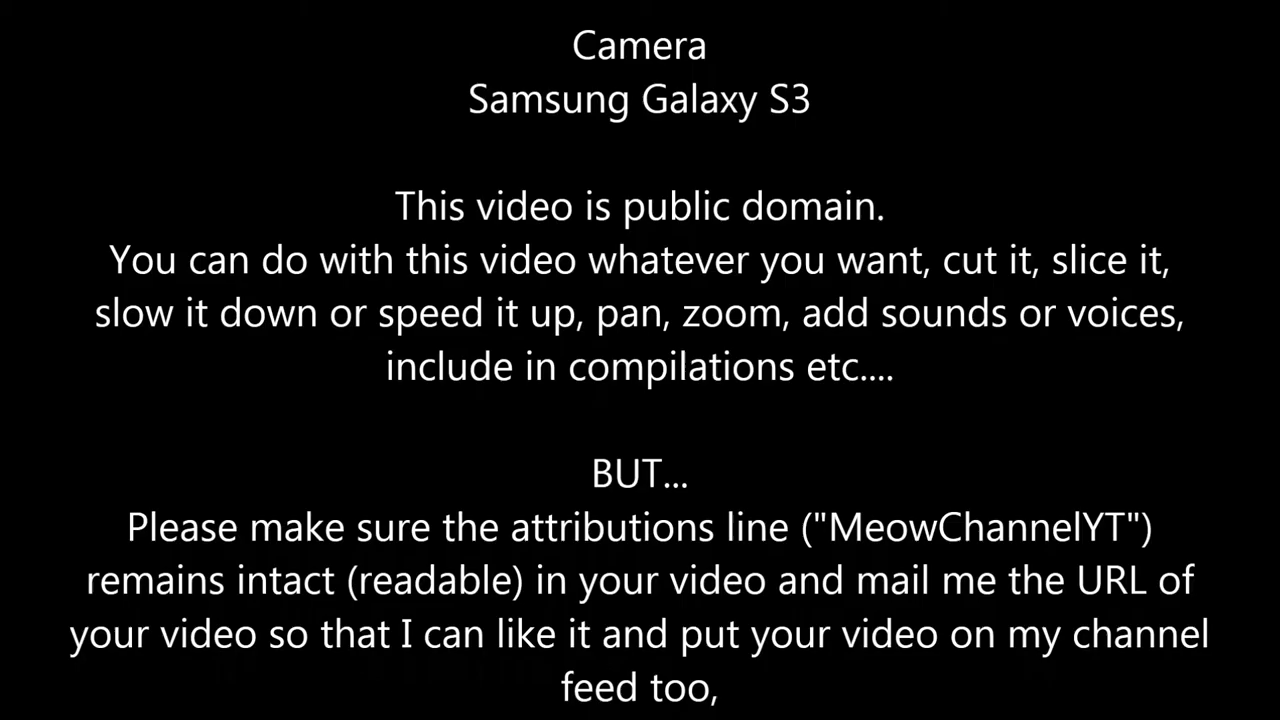 Camera
Samsung Galaxy S3
This video is public domain.
You can do with this video whatever you want, cut it, slice it,
slow it down or speed it up, pan, zoom, add sounds or voices,
include in compilations etc....
BUT...
Please make sure the attributions line ("MeowChannelYT")
remains intact (readable) in your video and mail me the URL of
your video so that I can like it and put your video on my channel
feed too,